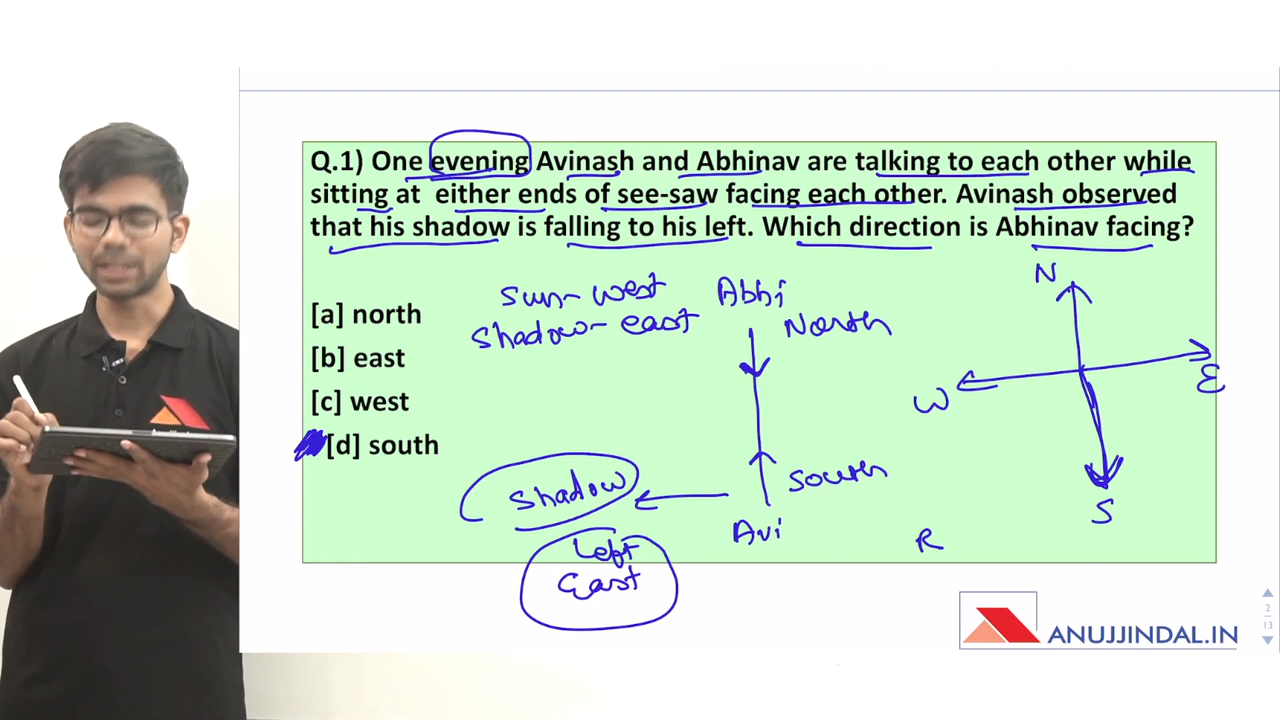 Q.1) One evening Avinash and Abhinav are talking to each other while
sitting at either ends of see-saw facing each other. Avinash observed
that his shadow is falling to his left. Which direction is Abhinav facing?
[a] north
[b] east
[c] west
[d] south
Sun- west
Shadow- east
Abhi
North
N
W
E
S
South
Shadow
Avi
Left
East
R
ANUJJINDAL.IN
2
13